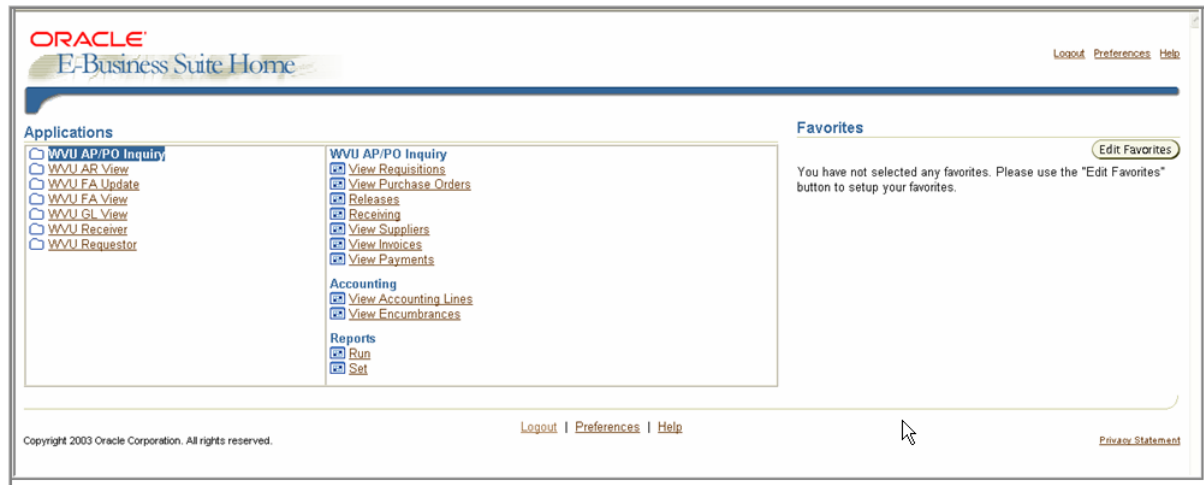 ORACLE
E-Business Suite Home
Logout Preferences Help
Applications
WVU AP/PO Inquiry
WVU AR View
WVU FA Update
WVU FA View
WVU GL View
WVU Receiver
WVU Requestor
WVU AP/PO Inquiry
View Requisitions
View Purchase Orders
Releases
Receiving
View Suppliers
View Invoices
View Payments
Accounting
View Accounting Lines
View Encumbrances
Reports
Run
Set
Favorites
Edit Favorites
You have not selected any favorites. Please use the "Edit Favorites"
button to setup your favorites.
Logout | Preferences | Help
Copyright 2003 Oracle Corporation. All rights reserved.
Privacy Statement